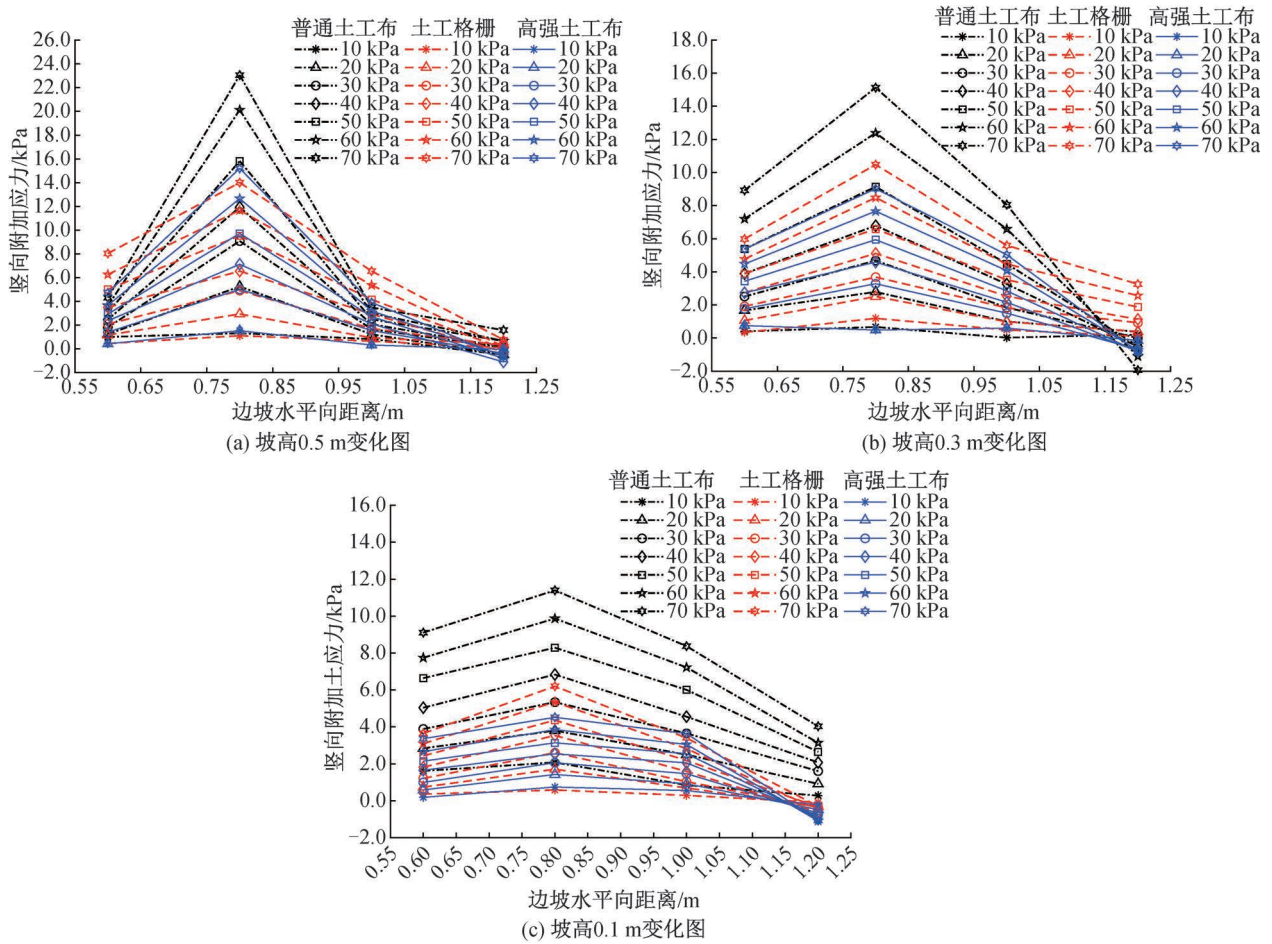 普通土工布 土工格栅 高强土工布
10 kPa 10 kPa 10 kPa
20 kPa 20 kPa 20 kPa
30 kPa 30 kPa 30 kPa
40 kPa 40 kPa 40 kPa
50 kPa 50 kPa 50 kPa
60 kPa 60 kPa 60 kPa
70 kPa 70 kPa 70 kPa
26.0
24.0
22.0
20.0
18.0
16.0
14.0
12.0
10.0
8.0
6.0
4.0
2.0
0.0
−2.0
竖向附加应力/kPa
0.55 0.65 0.75 0.85 0.95 1.05 1.15 1.25
边坡水平向距离/m
(a) 坡高0.5 m变化图
普通土工布 土工格栅 高强土工布
10 kPa 10 kPa 10 kPa
20 kPa 20 kPa 20 kPa
30 kPa 30 kPa 30 kPa
40 kPa 40 kPa 40 kPa
50 kPa 50 kPa 50 kPa
60 kPa 60 kPa 60 kPa
70 kPa 70 kPa 70 kPa
18.0
16.0
14.0
12.0
10.0
8.0
6.0
4.0
2.0
0.0
−2.0
竖向附加应力/kPa
0.55 0.65 0.75 0.85 0.95 1.05 1.15 1.25
边坡水平向距离/m
(b) 坡高0.3 m变化图
普通土工布 土工格栅 高强土工布
10 kPa 10 kPa 10 kPa
20 kPa 20 kPa 20 kPa
30 kPa 30 kPa 30 kPa
40 kPa 40 kPa 40 kPa
50 kPa 50 kPa 50 kPa
60 kPa 60 kPa 60 kPa
70 kPa 70 kPa 70 kPa
16.0
14.0
12.0
10.0
8.0
6.0
4.0
2.0
0.0
−2.0
竖向附加土应力/kPa
0.55 0.60 0.65 0.70 0.75 0.80 0.85 0.90 0.95 1.00 1.05 1.10 1.15 1.20 1.25
边坡水平向距离/m
(c) 坡高0.1 m变化图